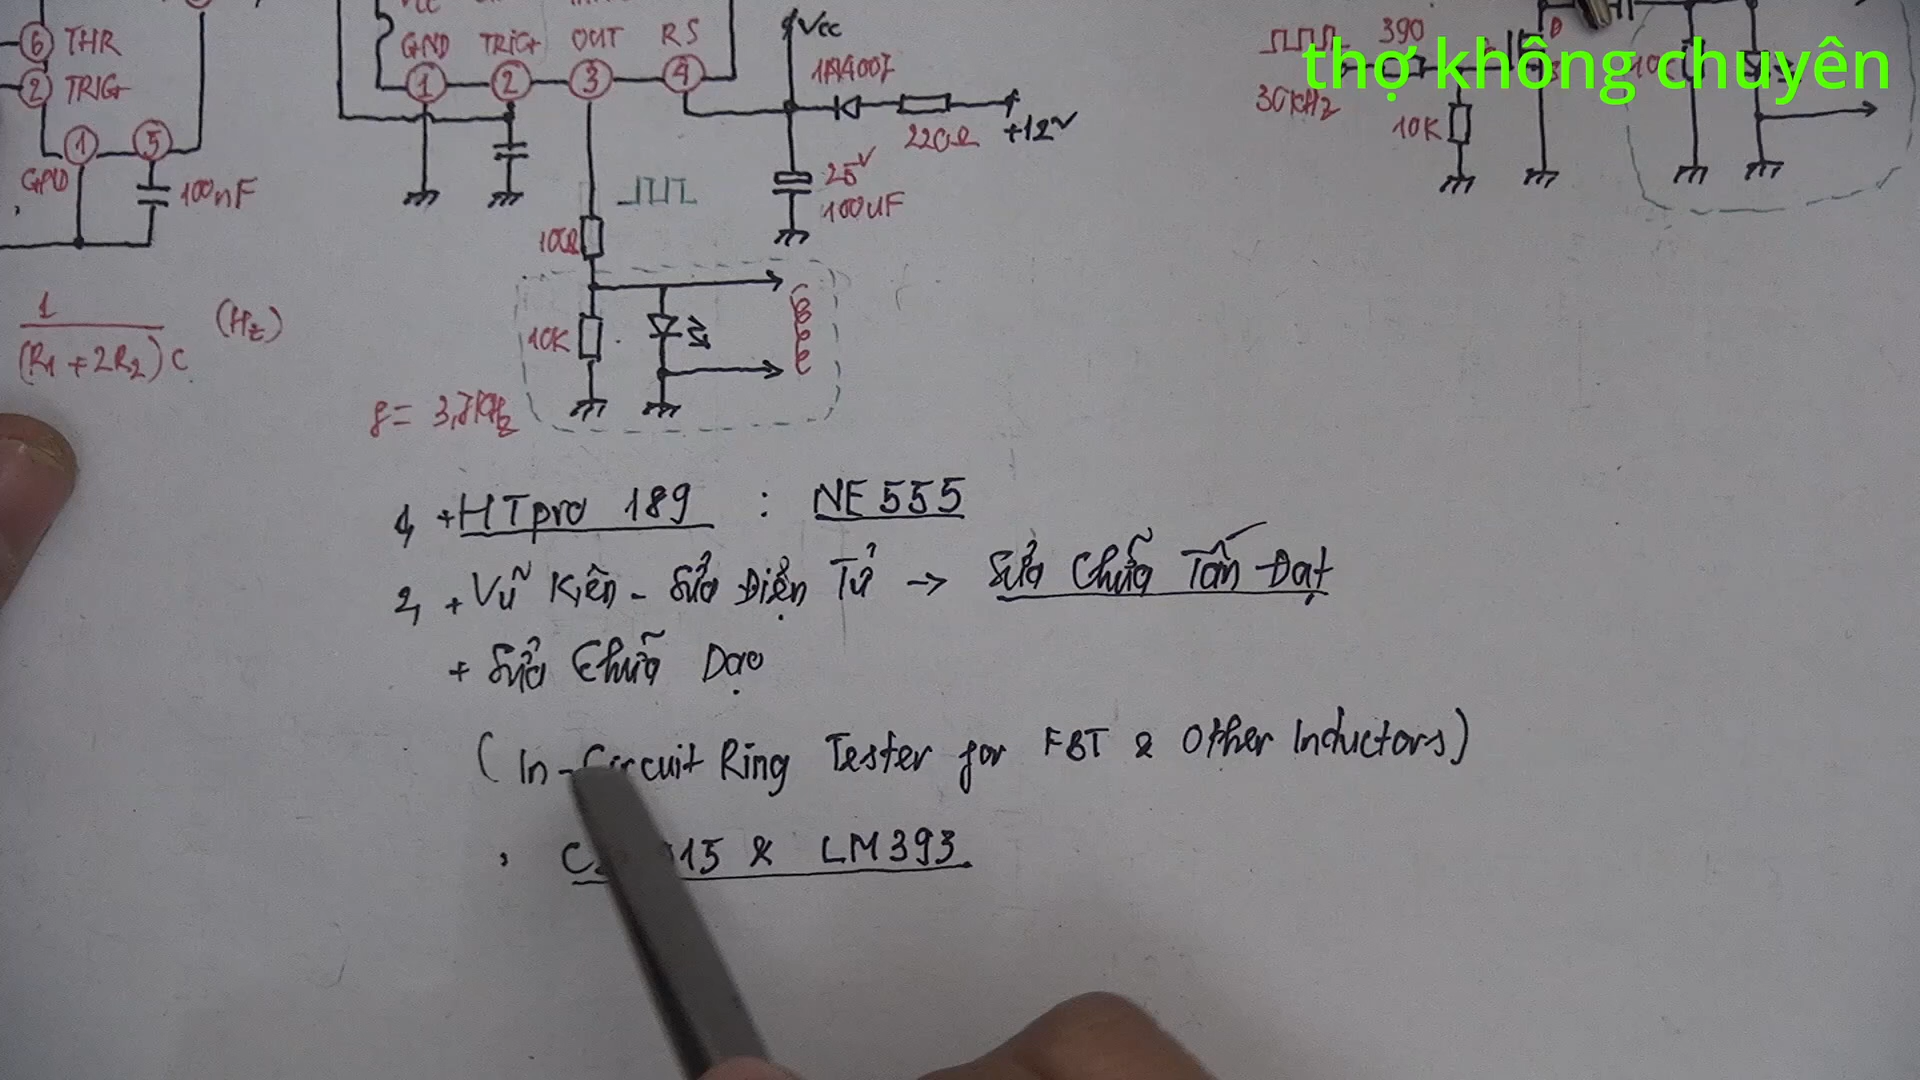 thợ không chuyên
6 THR
2 TRIG
1
5
GND
100nF
1
(R1 + 2R2)C
(Hz)
Vcc
GND TRIG OUT RS
1 2 3 4
Vcc
1N4007
220Ω
+12V
25V
100uF
10Ω
10K
f = 3,7KHz
390
30KHz
10K
D
1, + HTpro 189 : NE555
2, + Vũ Kiên - Sửa Điện Tử → Sửa Chữa Tấn Đạt
+ Sửa Chữa Dạo
(In-Circuit Ring Tester for FBT & Other Inductors)
15 & LM393